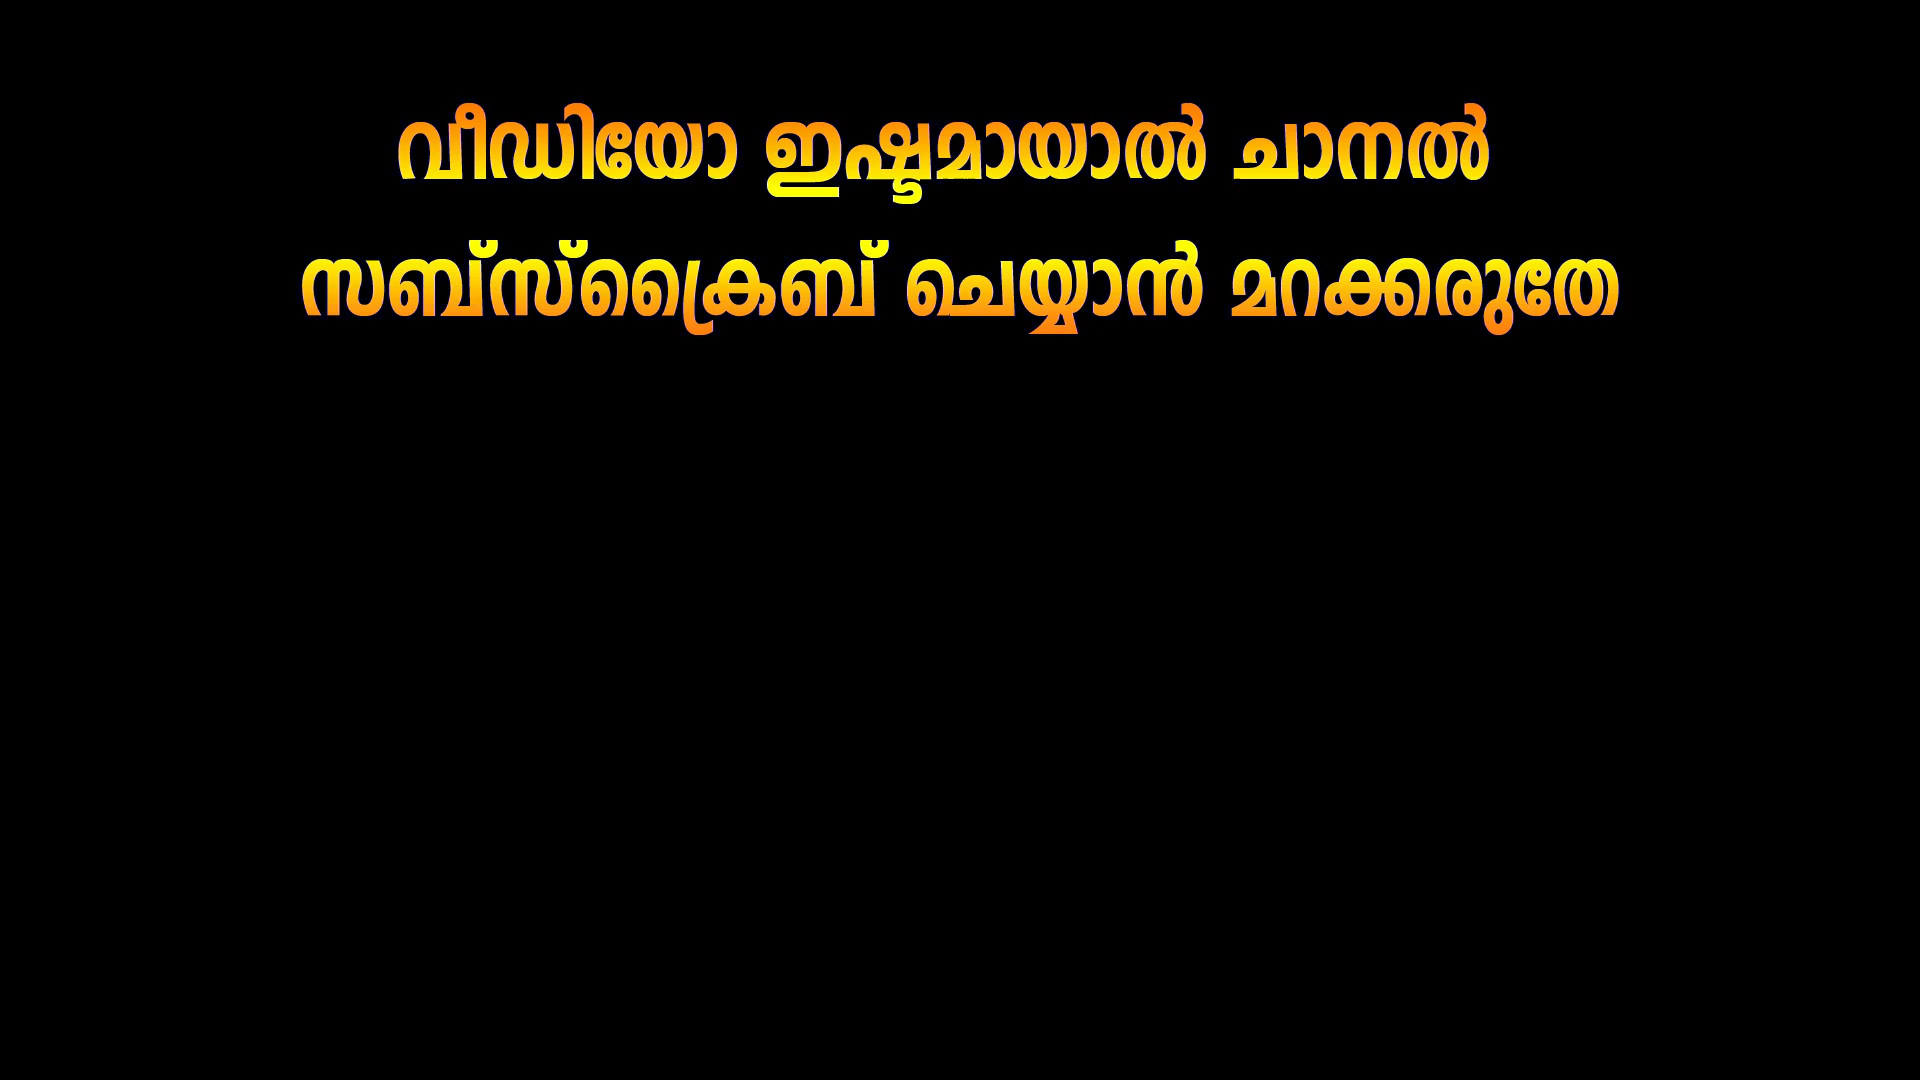 വീഡിയോ ഇഷ്ടമായാൽ ചാനൽ
സബ്സ്ക്രൈബ് ചെയ്യാൻ മറക്കരുതേ